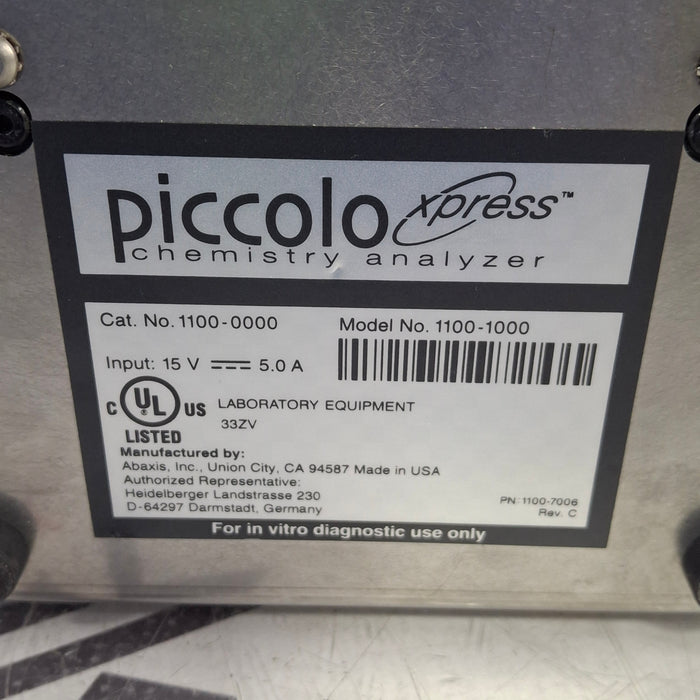 piccolo xpress™
chemistry analyzer
Cat. No. 1100-0000 Model No. 1100-1000
Input: 15 V ⎓ 5.0 A
C UL US LABORATORY EQUIPMENT
LISTED 33ZV
Manufactured by:
Abaxis, Inc., Union City, CA 94587 Made in USA
Authorized Representative:
Heidelberger Landstrasse 230
D-64297 Darmstadt, Germany
PN: 1100-7006
Rev. C
For in vitro diagnostic use only